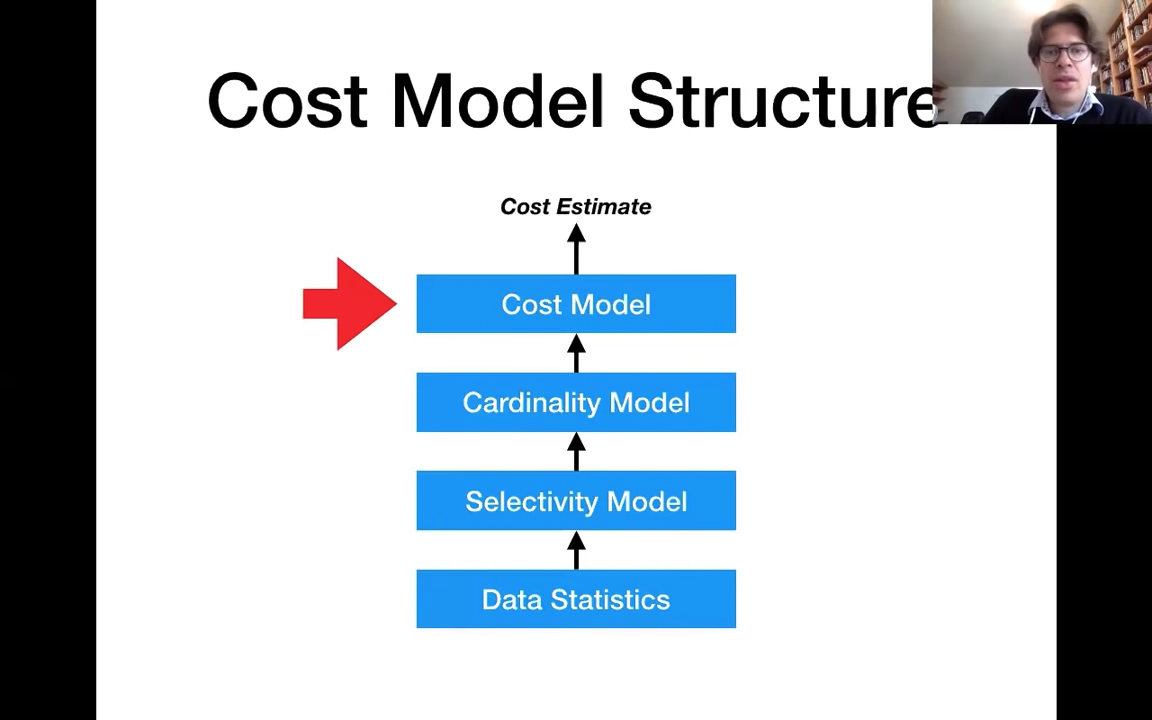 Cost Model Structure
Cost Estimate
Cost Model
Cardinality Model
Selectivity Model
Data Statistics